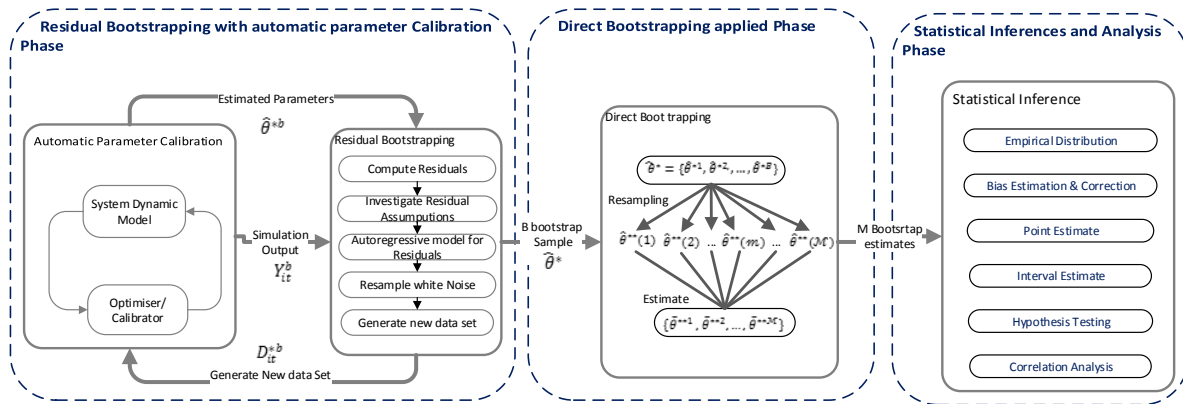 Residual Bootstrapping with automatic parameter Calibration
Phase
Estimated Parameters
θ̂*ᵇ
Automatic Parameter Calibration
System Dynamic
Model
Optimiser/
Calibrator
Simulation
Output
Yᵇᵢₜ
D*ᵇᵢₜ
Generate New data Set
Residual Bootstrapping
Compute Residuals
Investigate Residual
Assumputions
Autoregressive model for
Residuals
Resample white Noise
Generate new data set
B bootstrap
Sample
θ̂*
Direct Bootstrapping applied Phase
Direct Boot trapping
θ̂* = {θ̂*¹, θ̂*², ..., θ̂*ᴮ}
Resampling
θ̂**(1) θ̂**(2) ... θ̂**(m) ... θ̂**(ℳ)
Estimate
{θ̄**¹, θ̄**², ..., θ̄**ℳ}
M Bootsrtap
estimates
Statistical Inferences and Analysis
Phase
Statistical Inference
Empirical Distribution
Bias Estimation & Correction
Point Estimate
Interval Estimate
Hypothesis Testing
Correlation Analysis